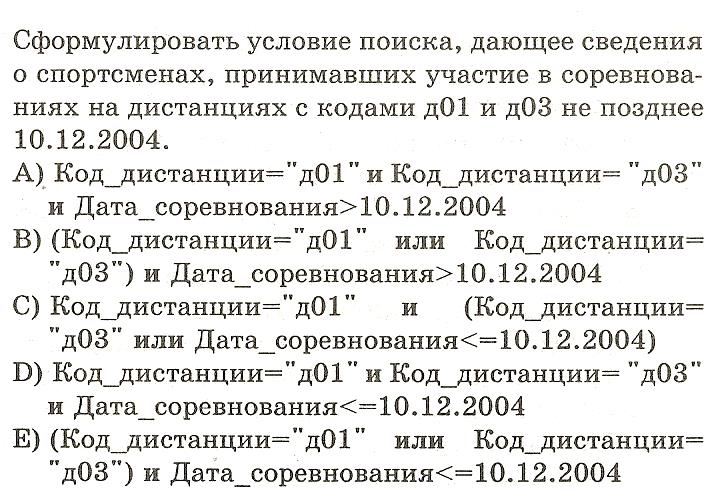 Сформулировать условие поиска, дающее сведения
о спортсменах, принимавших участие в соревнова-
ниях на дистанциях с кодами д01 и д03 не позднее
10.12.2004.
A) Код_дистанции="д01" и Код_дистанции= "д03"
и Дата_соревнования>10.12.2004
B) (Код_дистанции="д01" или Код_дистанции=
"д03") и Дата_соревнования>10.12.2004
C) Код_дистанции="д01" и (Код_дистанции=
"д03" или Дата_соревнования<=10.12.2004)
D) Код_дистанции="д01" и Код_дистанции= "д03"
и Дата_соревнования<=10.12.2004
E) (Код_дистанции="д01" или Код_дистанции=
"д03") и Дата_соревнования<=10.12.2004